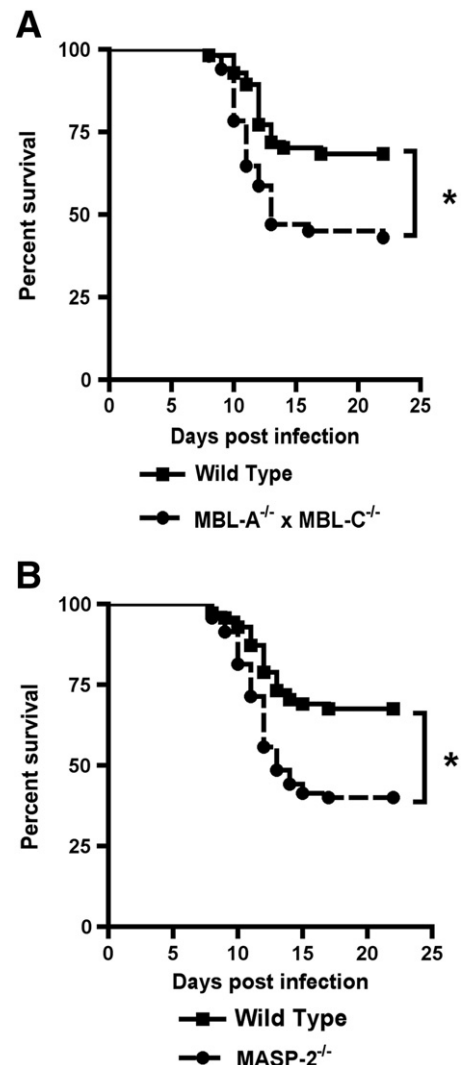 A
100
75
50
25
0
Percent survival
*
0 5 10 15 20 25
Days post infection
Wild Type
MBL-A-/- x MBL-C-/-
B
100
75
50
25
0
Percent survival
*
0 5 10 15 20 25
Days post infection
Wild Type
MASP-2-/-